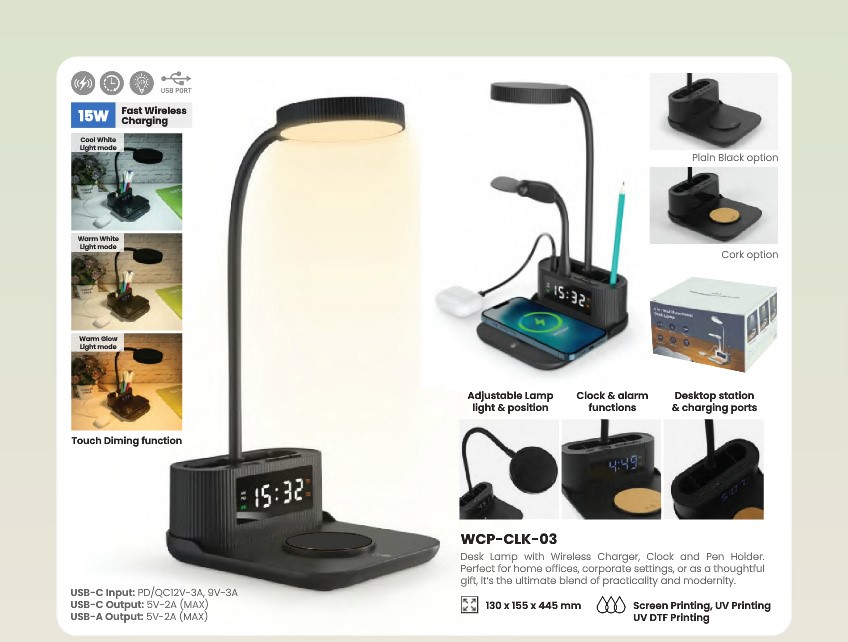 USB PORT
15W
Fast Wireless
Charging
Cool White
Light mode
Warm White
Light mode
Warm Glow
Light mode
Touch Diming function
15:32
USB-C Input: PD/QC12V-3A, 9V-3A
USB-C Output: 5V-2A (MAX)
USB-A Output: 5V-2A (MAX)
15:32
Plain Black option
Cork option
Desk Lamp
Adjustable Lamp
light & position
Clock & alarm
functions
Desktop station
& charging ports
4:49
WCP-CLK-03
Desk Lamp with Wireless Charger, Clock and Pen Holder.
Perfect for home offices, corporate settings, or as a thoughtful
gift, it's the ultimate blend of practicality and modernity.
130 x 155 x 445 mm
Screen Printing, UV Printing
UV DTF Printing